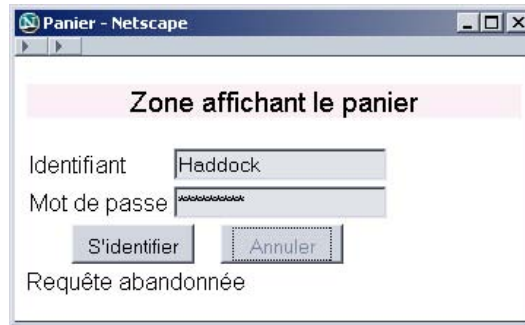 Panier - Netscape
Zone affichant le panier
Identifiant Haddock
Mot de passe **********
S'identifier Annuler
Requête abandonnée